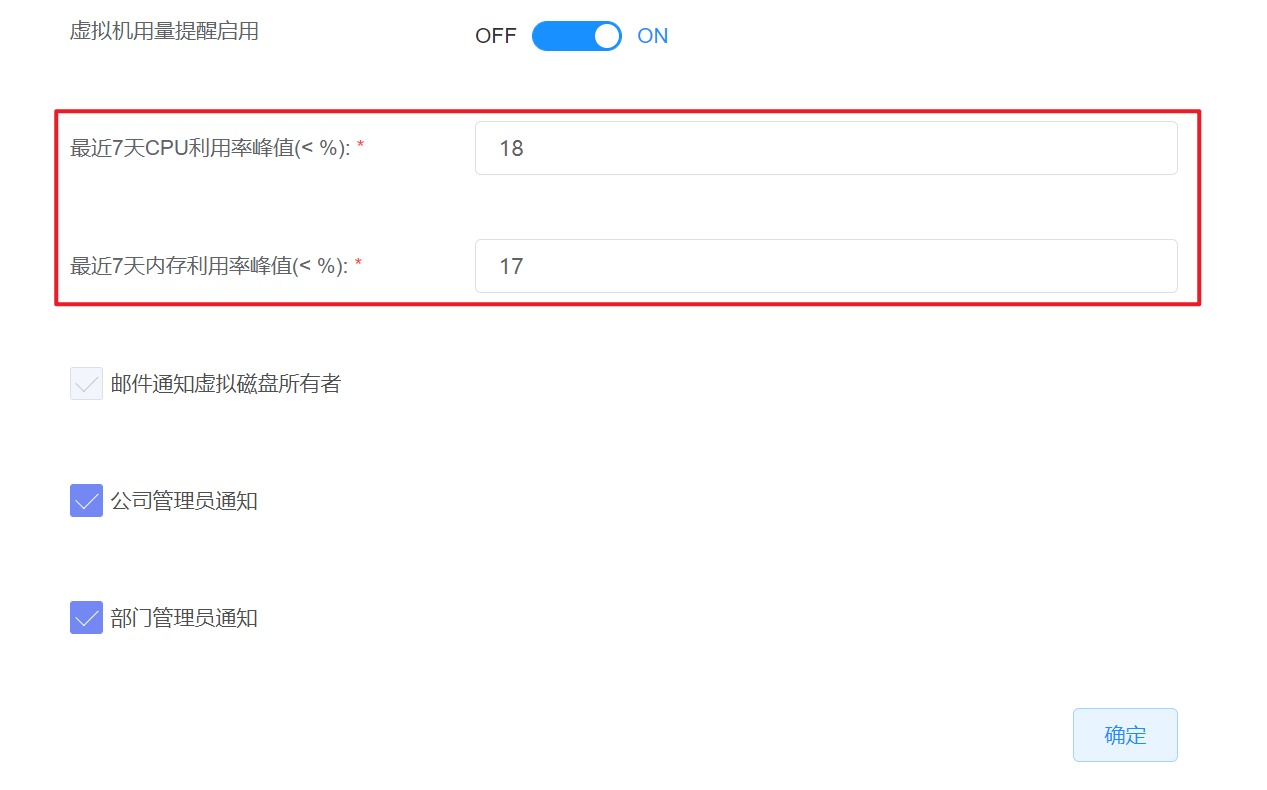 虚拟机用量提醒启用
OFF ON
最近7天CPU利用率峰值(< %): * 18
最近7天内存利用率峰值(< %): * 17
邮件通知虚拟磁盘所有者
公司管理员通知
部门管理员通知
确定